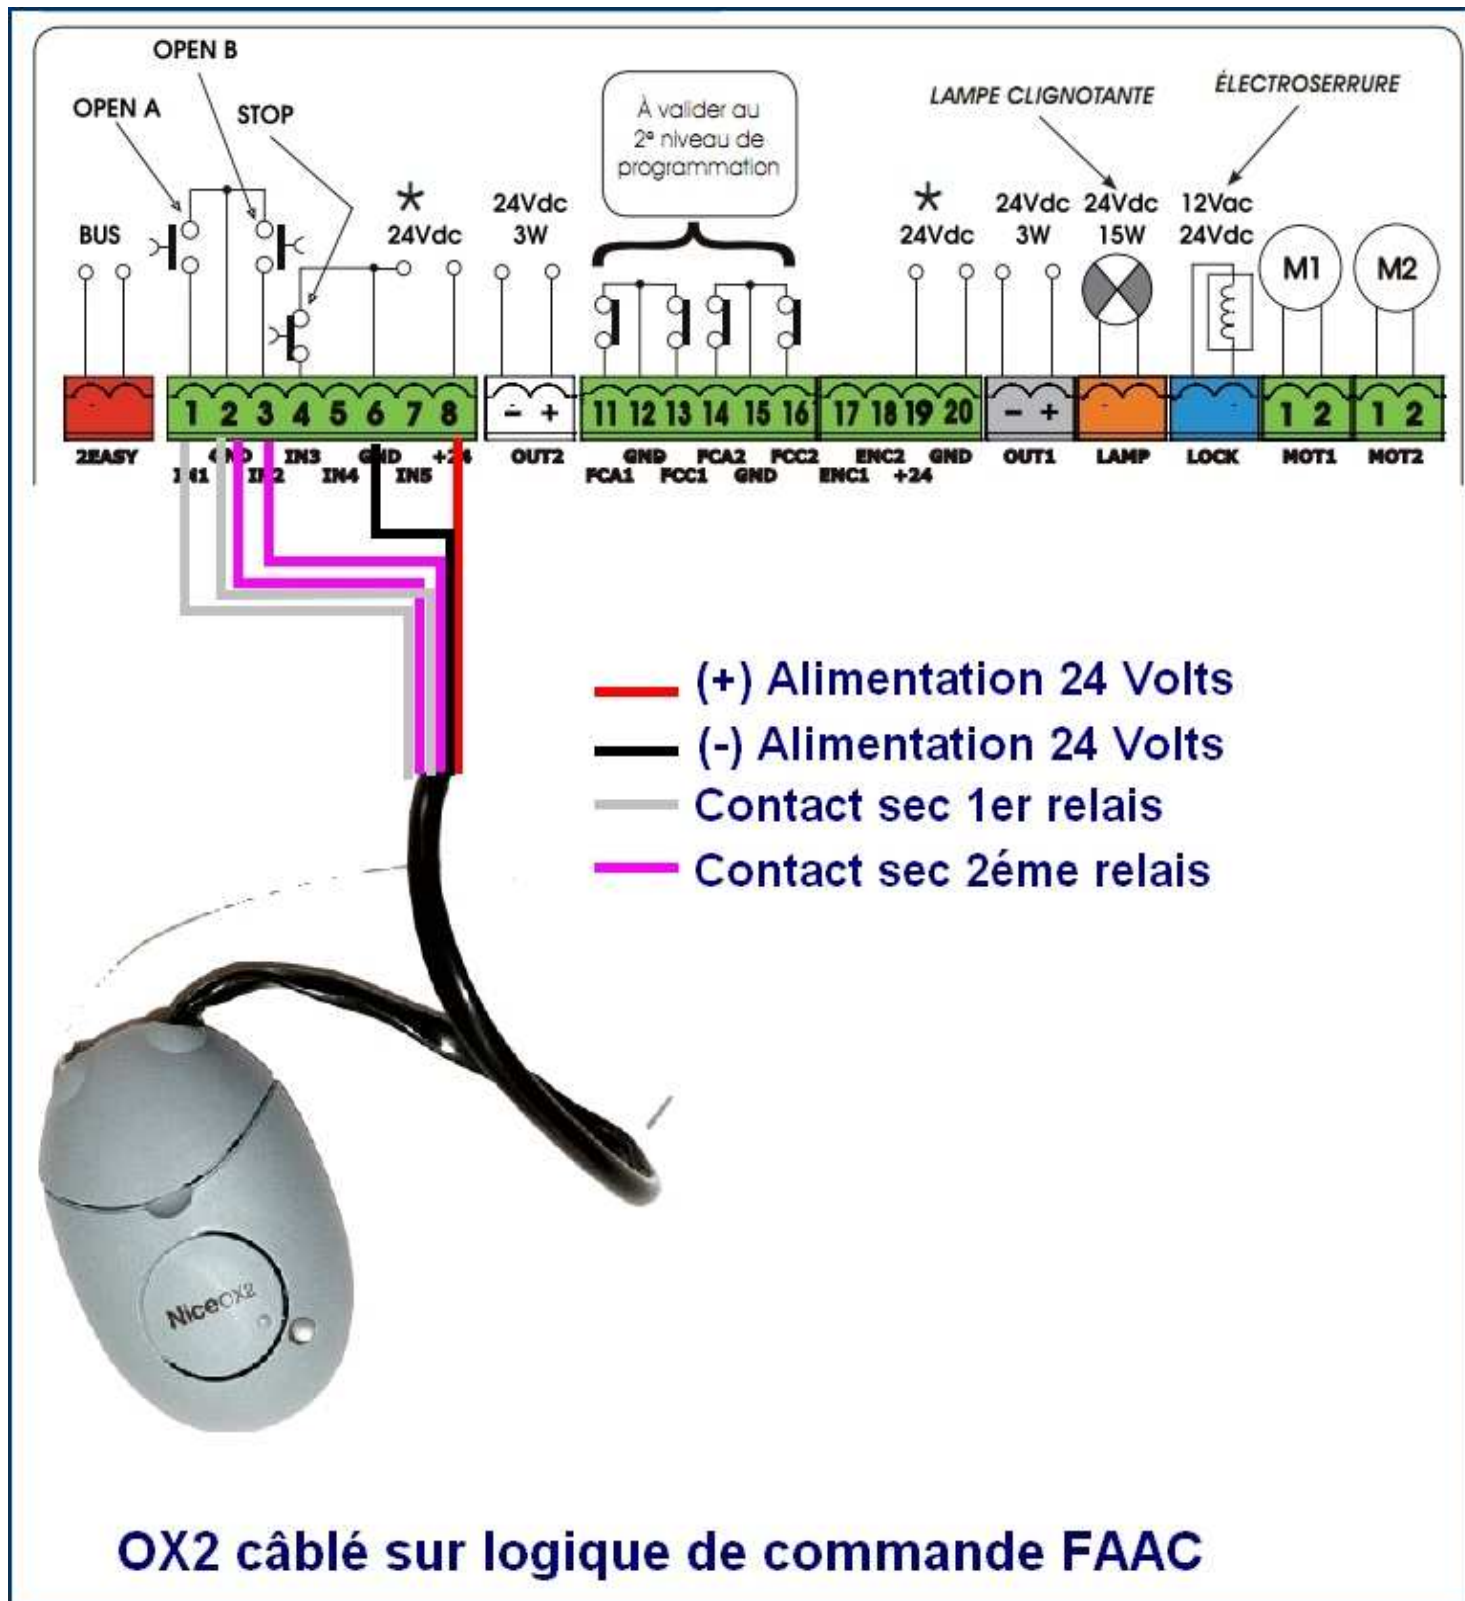 OPEN B
OPEN A
STOP
À valider au
2e niveau de
programmation
LAMPE CLIGNOTANTE
ÉLECTROSERRURE
BUS
*
24Vdc
24Vdc
3W
*
24Vdc
24Vdc
3W
24Vdc
15W
12Vac
24Vdc
M1
M2
1 2 3 4 5 6 7 8
- +
11 12 13 14 15 16
17 18 19 20
- +
1 2
1 2
2EASY
IN1
GND
IN2
IN3
IN4
GND
IN5
+24
OUT2
FCA1
GND
FCC1
FCA2
GND
FCC2
ENC1
ENC2
+24
GND
OUT1
LAMP
LOCK
MOT1
MOT2
(+) Alimentation 24 Volts
(-) Alimentation 24 Volts
Contact sec 1er relais
Contact sec 2éme relais
NiceOX2
OX2 câblé sur logique de commande FAAC